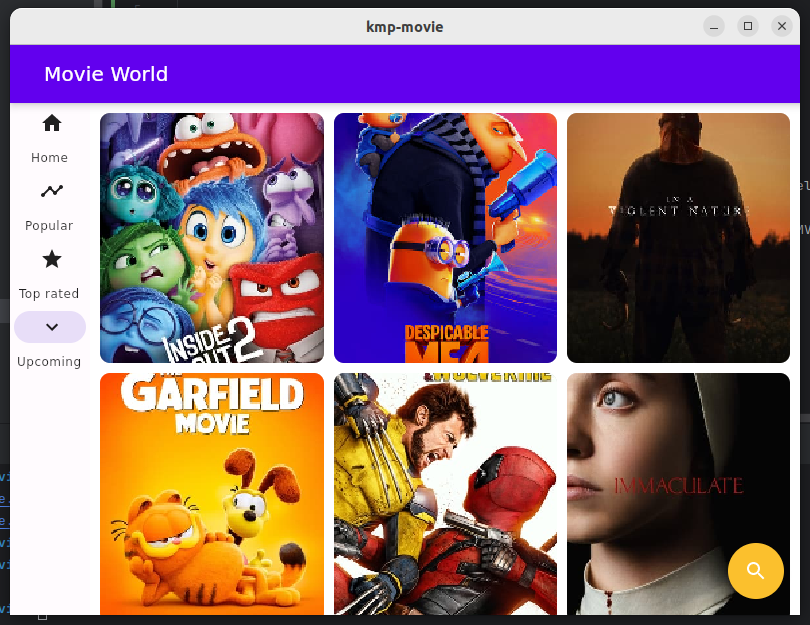 kmp-movie
Movie World
Home
Popular
Top rated
Upcoming
INSIDE
OUT 2
DESPICABLE
ME 4
IN A
VIOLENT NATURE
THE
GARFIELD
MOVIE
WOLVERINE
IMMACULATE